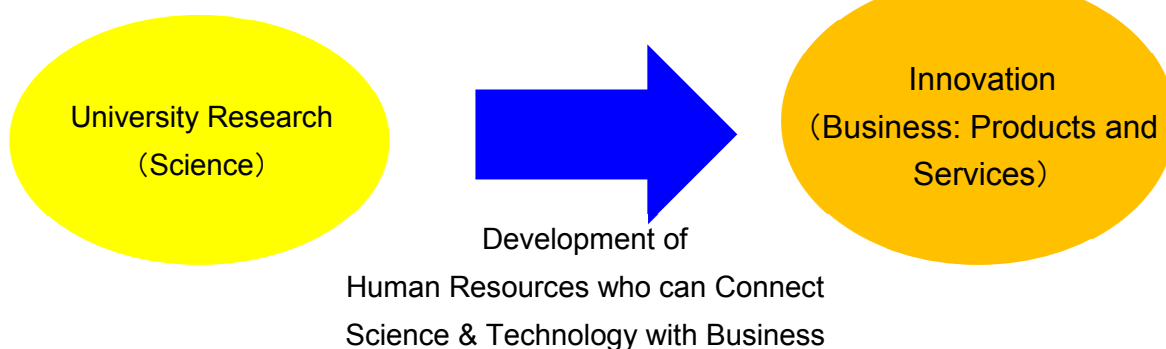 University Research
（Science）
Innovation
（Business: Products and
Services）
Development of
Human Resources who can Connect
Science & Technology with Business